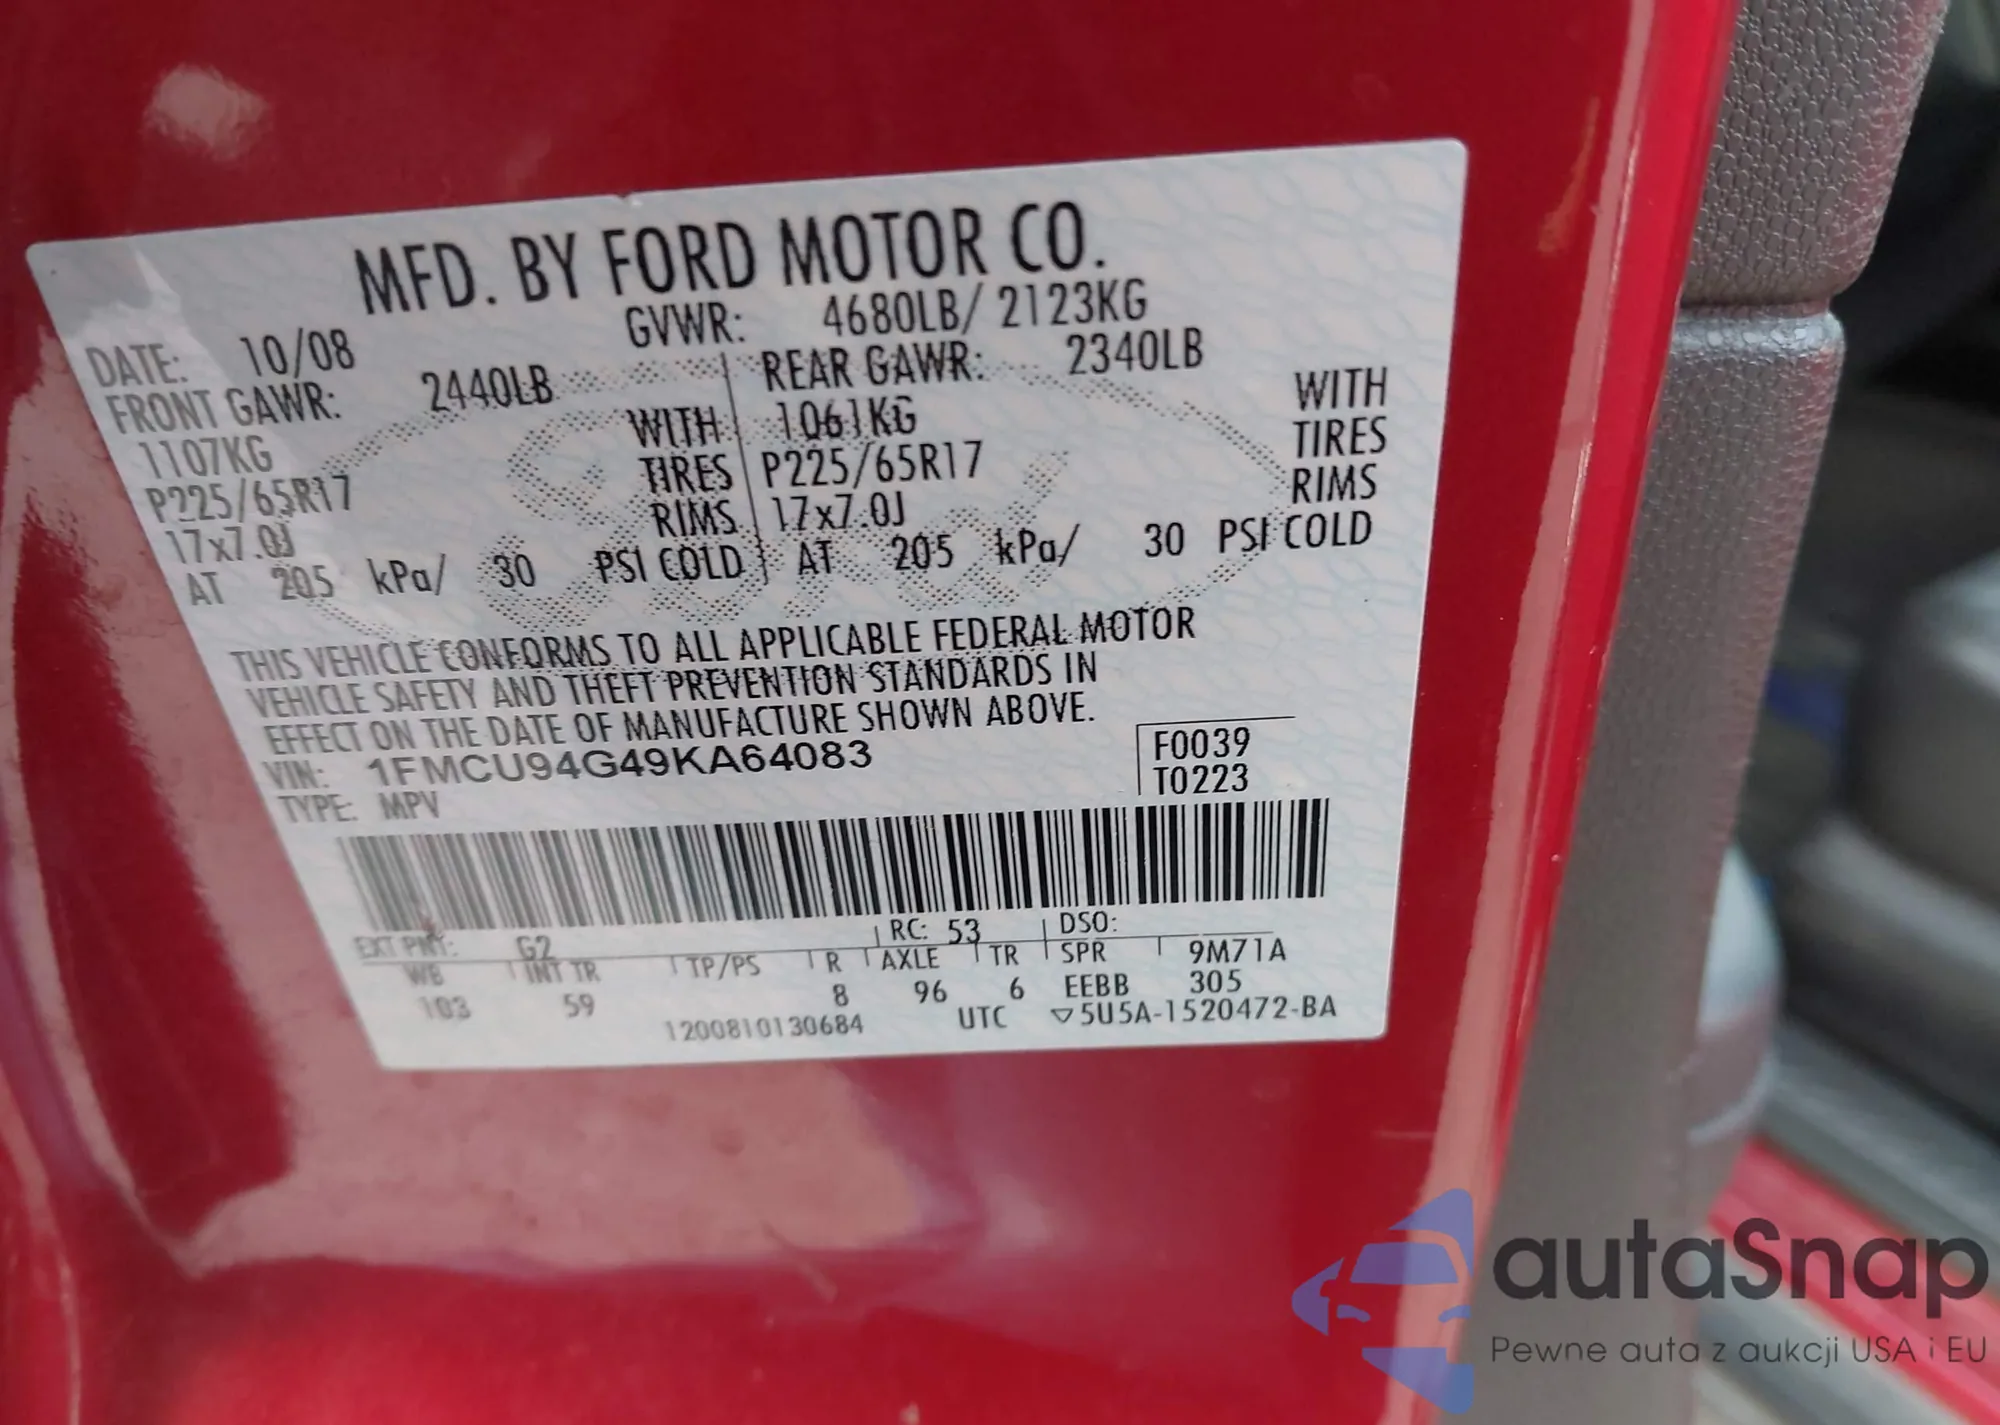 MFD. BY FORD MOTOR CO.
DATE: 10/08 GVWR: 4680LB/ 2123KG
FRONT GAWR: 2440LB REAR GAWR: 2340LB
1107KG WITH 1061KG WITH
P225/65R17 TIRES P225/65R17 TIRES
17x7.0J RIMS 17x7.0J RIMS
AT 205 kPa/ 30 PSI COLD AT 205 kPa/ 30 PSI COLD
THIS VEHICLE CONFORMS TO ALL APPLICABLE FEDERAL MOTOR
VEHICLE SAFETY AND THEFT PREVENTION STANDARDS IN
EFFECT ON THE DATE OF MANUFACTURE SHOWN ABOVE.
VIN: 1FMCU94G49KA64083 F0039
TYPE: MPV T0223
EXT PNT: G2 RC: 53 DSO:
WB INT TR TP/PS R AXLE TR SPR 9M71A
103 59 8 96 6 EEBB 305
1200810130684 UTC ▽5U5A-1520472-BA
autaSnap
Pewne auta z aukcji USA i EU